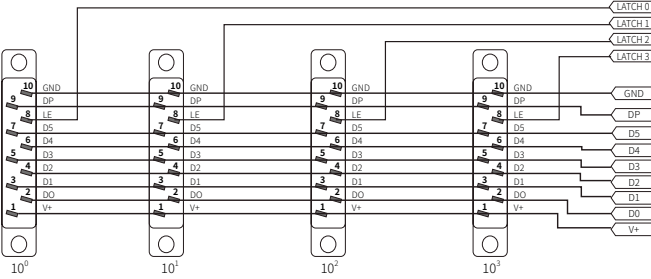 LATCH 0
LATCH 1
LATCH 2
LATCH 3
10 GND 10 GND 10 GND 10 GND GND
9 DP 9 DP 9 DP 9 DP DP
8 LE 8 LE 8 LE 8 LE
7 D5 7 D5 7 D5 7 D5 D5
6 D4 6 D4 6 D4 6 D4 D4
5 D3 5 D3 5 D3 5 D3 D3
4 D2 4 D2 4 D2 4 D2 D2
3 D1 3 D1 3 D1 3 D1 D1
2 DO 2 DO 2 DO 2 DO D0
1 V+ 1 V+ 1 V+ 1 V+ V+
10⁰ 10¹ 10² 10³